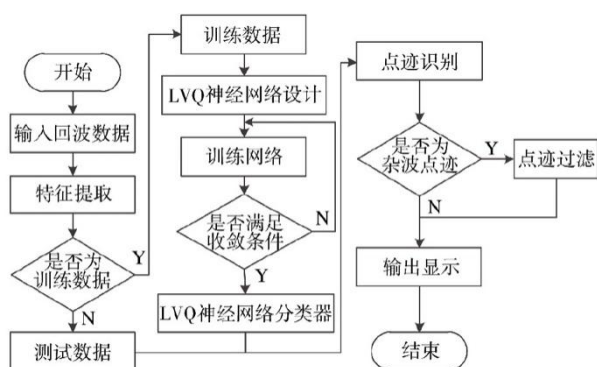 开始
输入回波数据
特征提取
是否为
训练数据
Y
N
测试数据
训练数据
LVQ神经网络设计
训练网络
是否满足
收敛条件
N
Y
LVQ神经网络分类器
点迹识别
是否为
杂波点迹
Y
点迹过滤
N
输出显示
结束